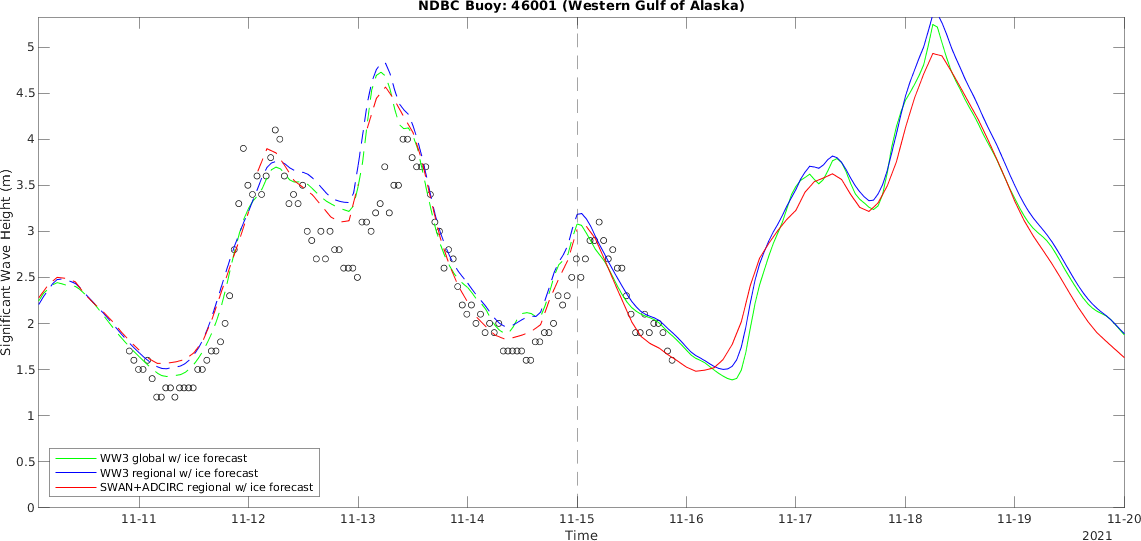 NDBC Buoy: 46001 (Western Gulf of Alaska)
Significant Wave Height (m)
5
4.5
4
3.5
3
2.5
2
1.5
1
0.5
0
WW3 global w/ ice forecast
WW3 regional w/ ice forecast
SWAN+ADCIRC regional w/ ice forecast
11-11 11-12 11-13 11-14 11-15 11-16 11-17 11-18 11-19 11-20
Time
2021